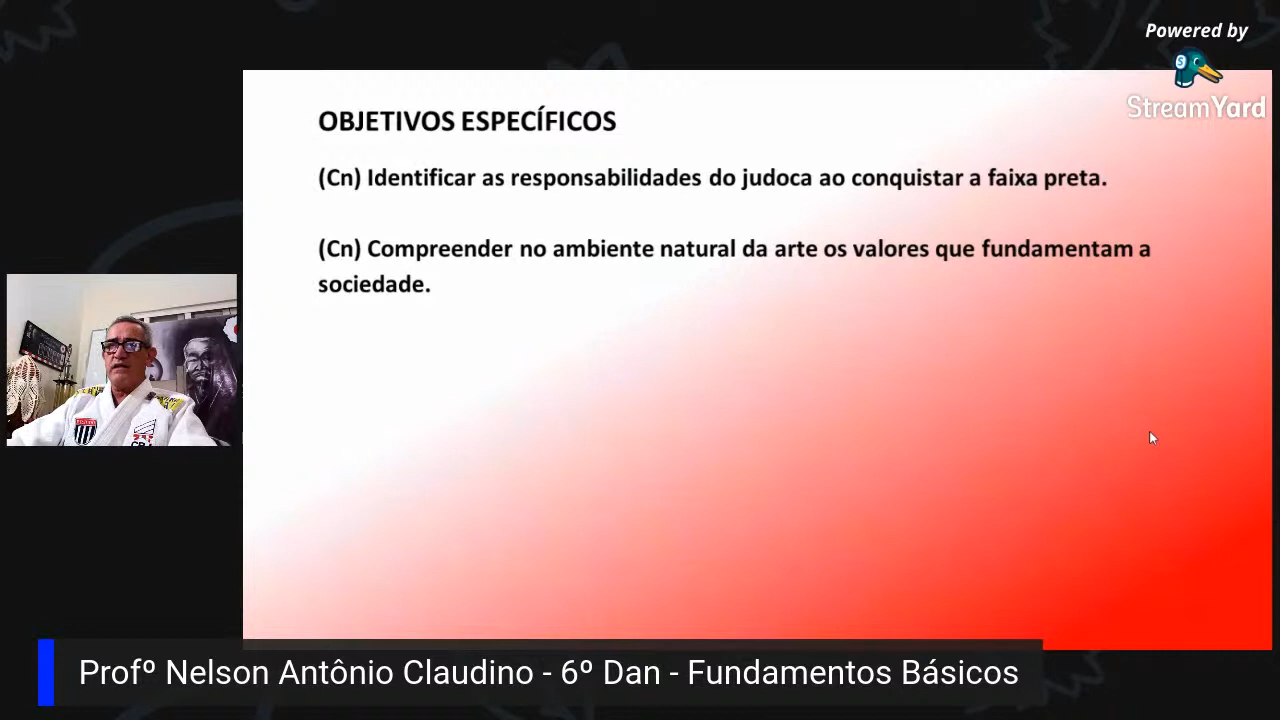 Powered by
StreamYard
OBJETIVOS ESPECÍFICOS
(Cn) Identificar as responsabilidades do judoca ao conquistar a faixa preta.
(Cn) Compreender no ambiente natural da arte os valores que fundamentam a
sociedade.
Profº Nelson Antônio Claudino - 6º Dan - Fundamentos Básicos